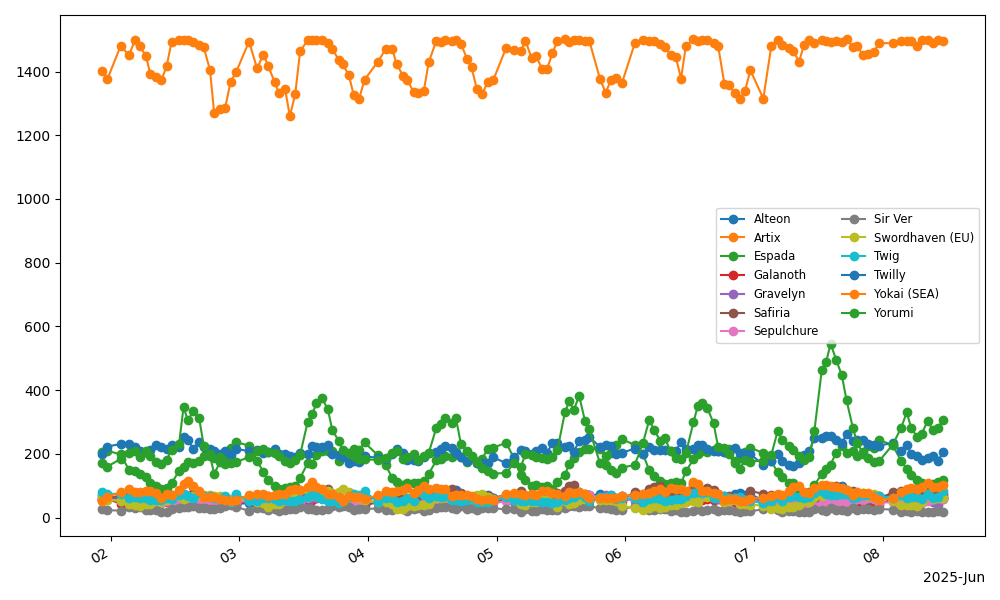 1400
1200
1000
800
600
400
200
0
Alteon
Artix
Espada
Galanoth
Gravelyn
Safiria
Sepulchure
Sir Ver
Swordhaven (EU)
Twig
Twilly
Yokai (SEA)
Yorumi
02 03 04 05 06 07 08
2025-Jun